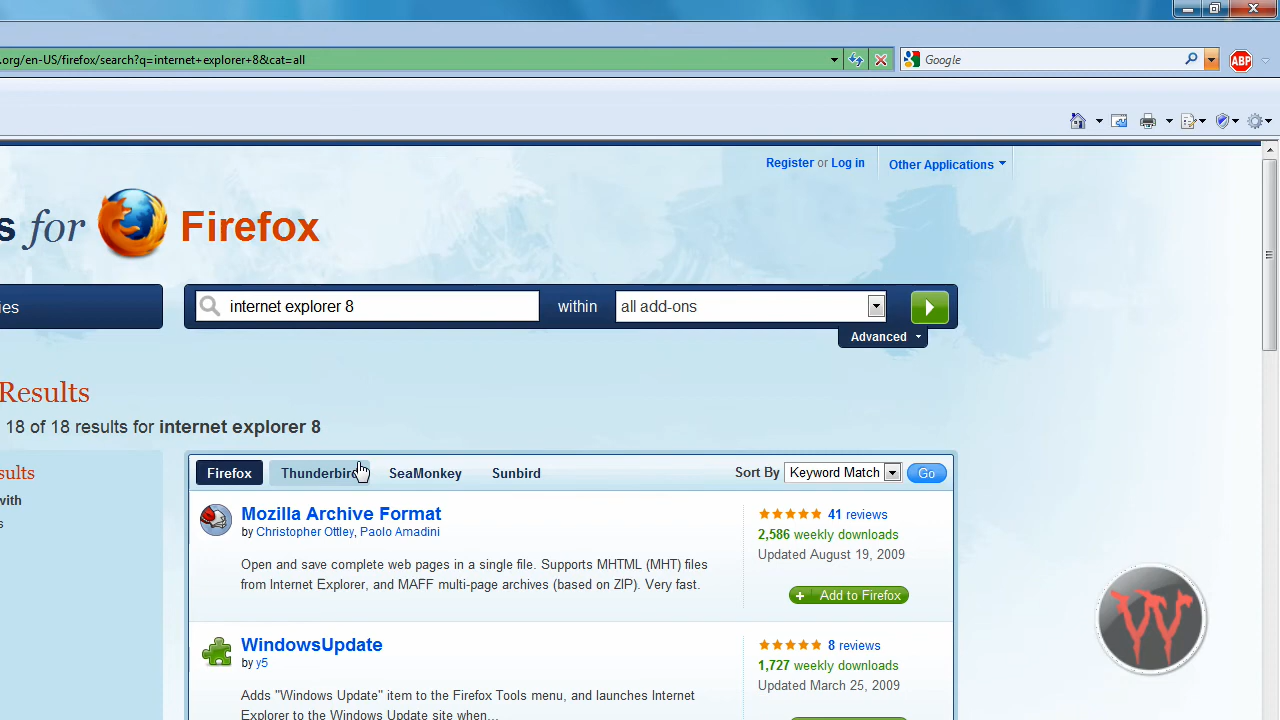 .org/en-US/firefox/search?q=internet+explorer+8&cat=all
Google
ABP
Register or Log in
Other Applications
s for Firefox
ies
internet explorer 8
within
all add-ons
Advanced
Results
18 of 18 results for internet explorer 8
sults
with
s
Firefox
Thunderbird
SeaMonkey
Sunbird
Sort By
Keyword Match
Go
Mozilla Archive Format
by Christopher Ottley, Paolo Amadini
Open and save complete web pages in a single file. Supports MHTML (MHT) files
from Internet Explorer, and MAFF multi-page archives (based on ZIP). Very fast.
41 reviews
2,586 weekly downloads
Updated August 19, 2009
Add to Firefox
WindowsUpdate
by y5
Adds "Windows Update" item to the Firefox Tools menu, and launches Internet
Explorer to the Windows Update site when...
8 reviews
1,727 weekly downloads
Updated March 25, 2009